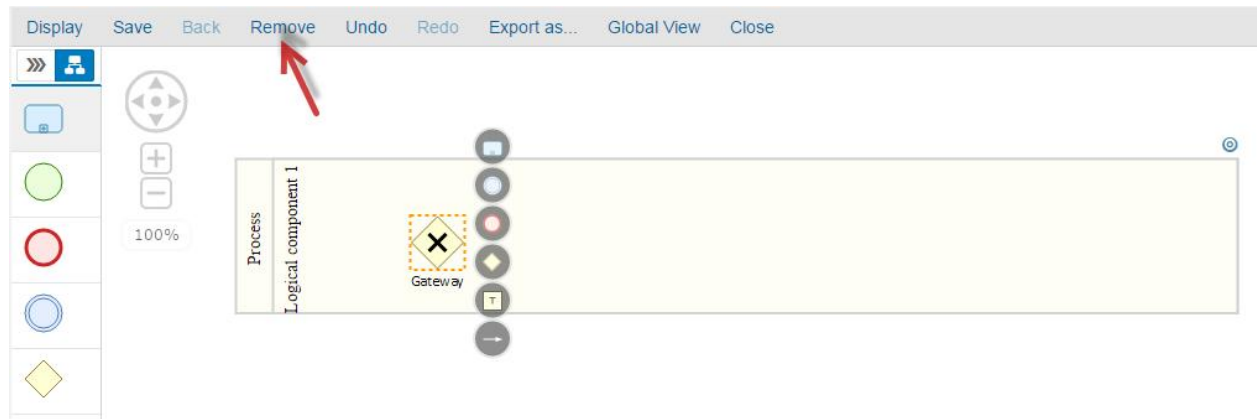 Display Save Back Remove Undo Redo Export as... Global View Close
100%
Process
Logical component 1
Gateway
T